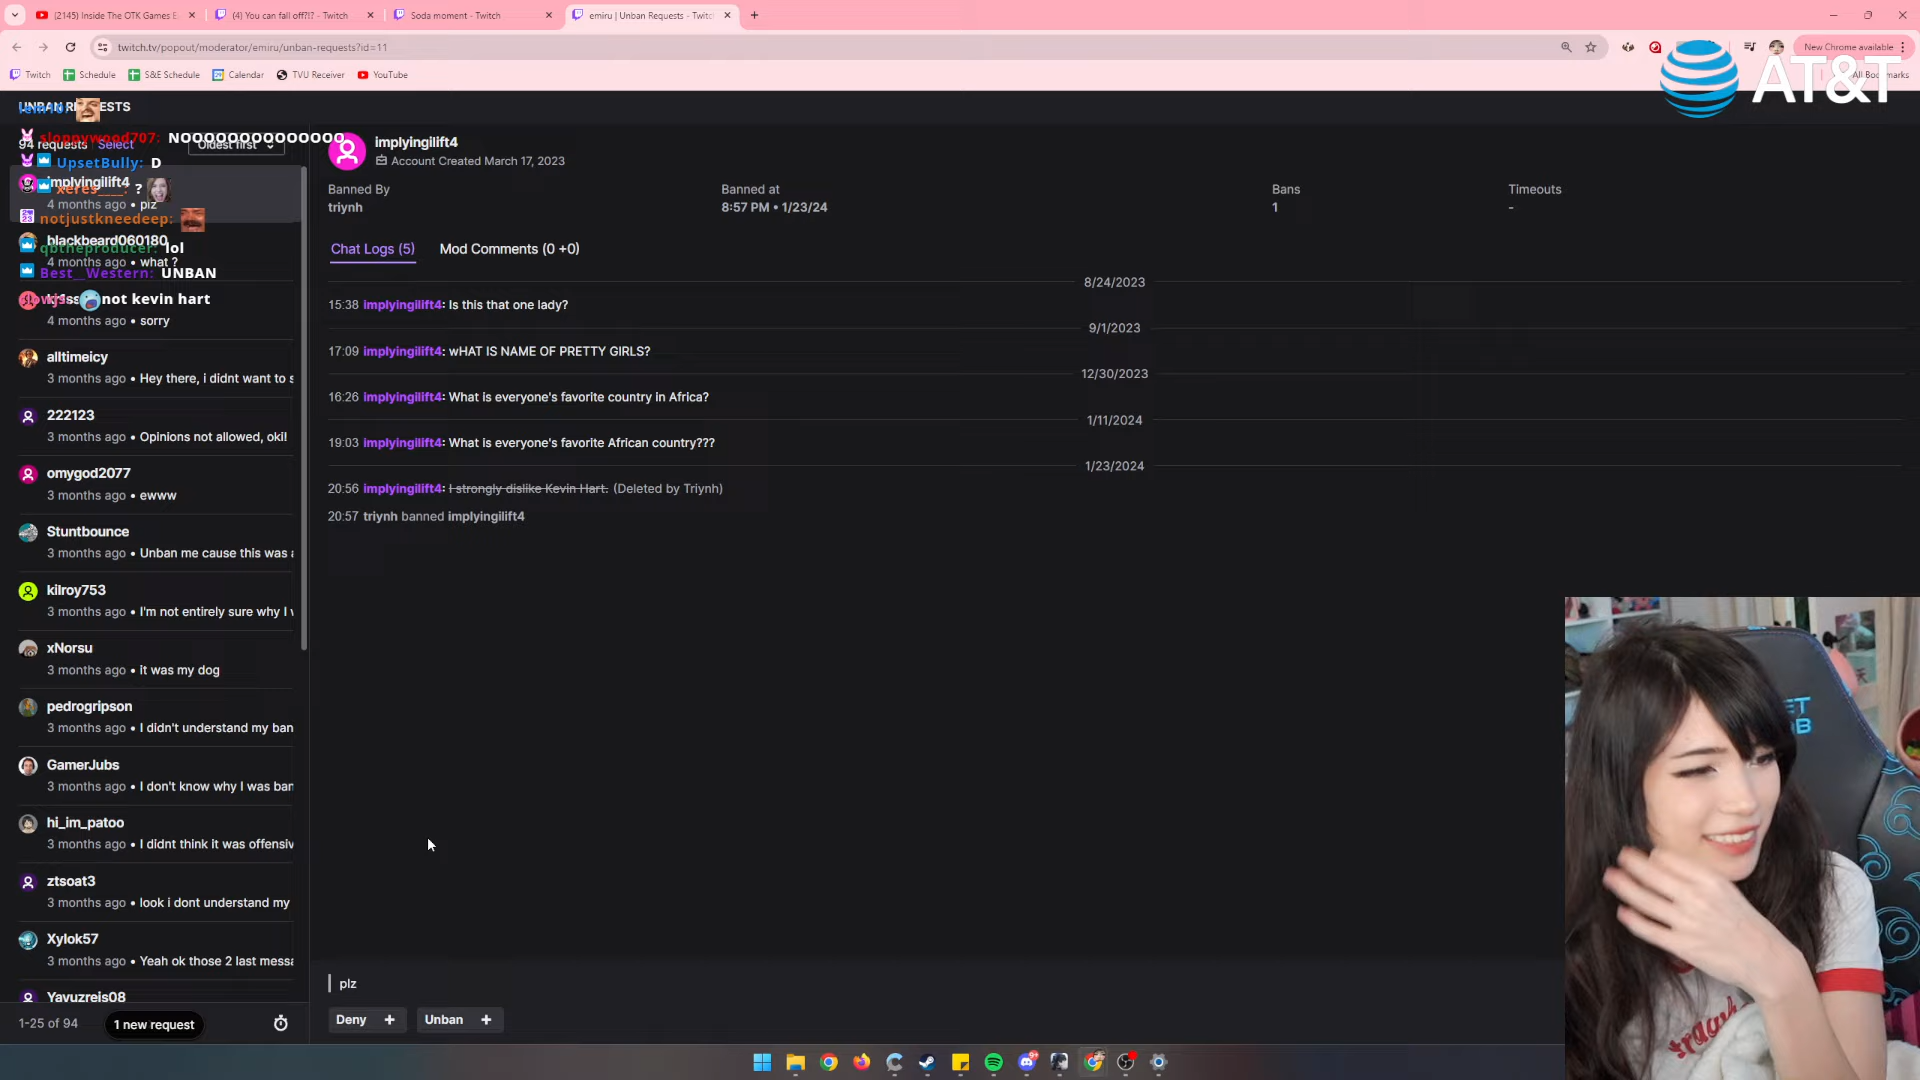 (2145) Inside The OTK Games E
(4) You can fall off?!? - Twitch
Soda moment - Twitch
emiru | Unban Requests - Twitc
twitch.tv/popout/moderator/emiru/unban-requests?id=11
New Chrome available
Twitch
Schedule
S&E Schedule
Calendar
TVU Receiver
YouTube
All Bookmarks
AT&T
UNBAN REQUESTS
94 requests Select
Oldest first
sloppywood707: NOOOOOOOOOOOOOO
UpsetBully: D
xeres____: ?
notjustkneedeep:
qbtheproducer: lol
Best_Western: UNBAN
not kevin hart
implyingilift4
4 months ago • plz
blackbeard060180
4 months ago • what ?
4 months ago • sorry
alltimeicy
3 months ago • Hey there, i didnt want to s
222123
3 months ago • Opinions not allowed, oki!
omygod2077
3 months ago • ewww
Stuntbounce
3 months ago • Unban me cause this was a
kilroy753
3 months ago • I'm not entirely sure why I w
xNorsu
3 months ago • it was my dog
pedrogripson
3 months ago • I didn't understand my ban
GamerJubs
3 months ago • I don't know why I was ban
hi_im_patoo
3 months ago • I didnt think it was offensiv
ztsoat3
3 months ago • look i dont understand my
Xylok57
3 months ago • Yeah ok those 2 last messa
Yavuzreis08
1-25 of 94
1 new request
implyingilift4
Account Created March 17, 2023
Banned By
triynh
Banned at
8:57 PM • 1/23/24
Bans
1
Timeouts
-
Chat Logs (5)
Mod Comments (0 +0)
8/24/2023
15:38 implyingilift4: Is this that one lady?
9/1/2023
17:09 implyingilift4: wHAT IS NAME OF PRETTY GIRLS?
12/30/2023
16:26 implyingilift4: What is everyone's favorite country in Africa?
1/11/2024
19:03 implyingilift4: What is everyone's favorite African country???
1/23/2024
20:56 implyingilift4: I strongly dislike Kevin Hart. (Deleted by Triynh)
20:57 triynh banned implyingilift4
plz
Deny +
Unban +